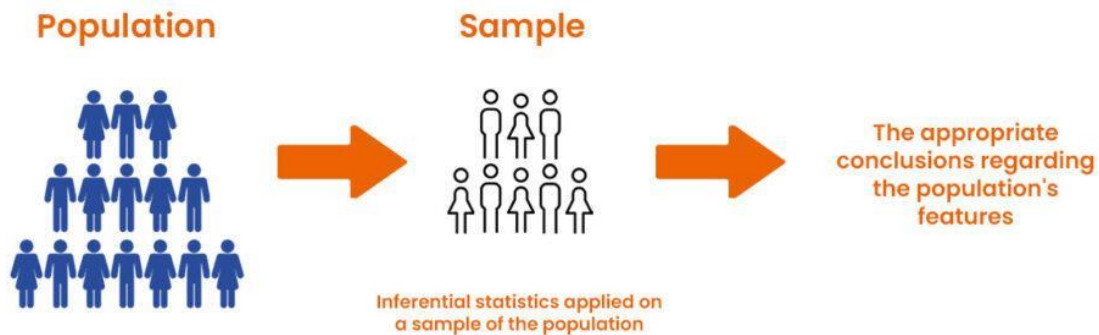 Population
Sample
The appropriate
conclusions regarding
the population's
features
Inferential statistics applied on
a sample of the population